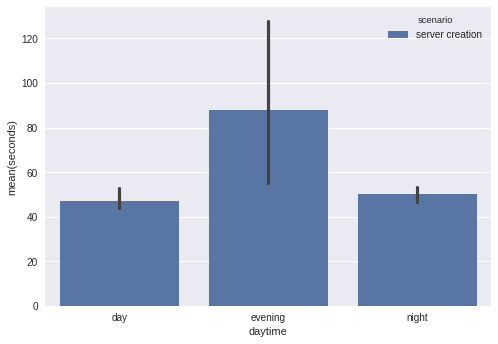 scenario
server creation
120
100
80
60
40
20
0
mean(seconds)
day
evening
night
daytime